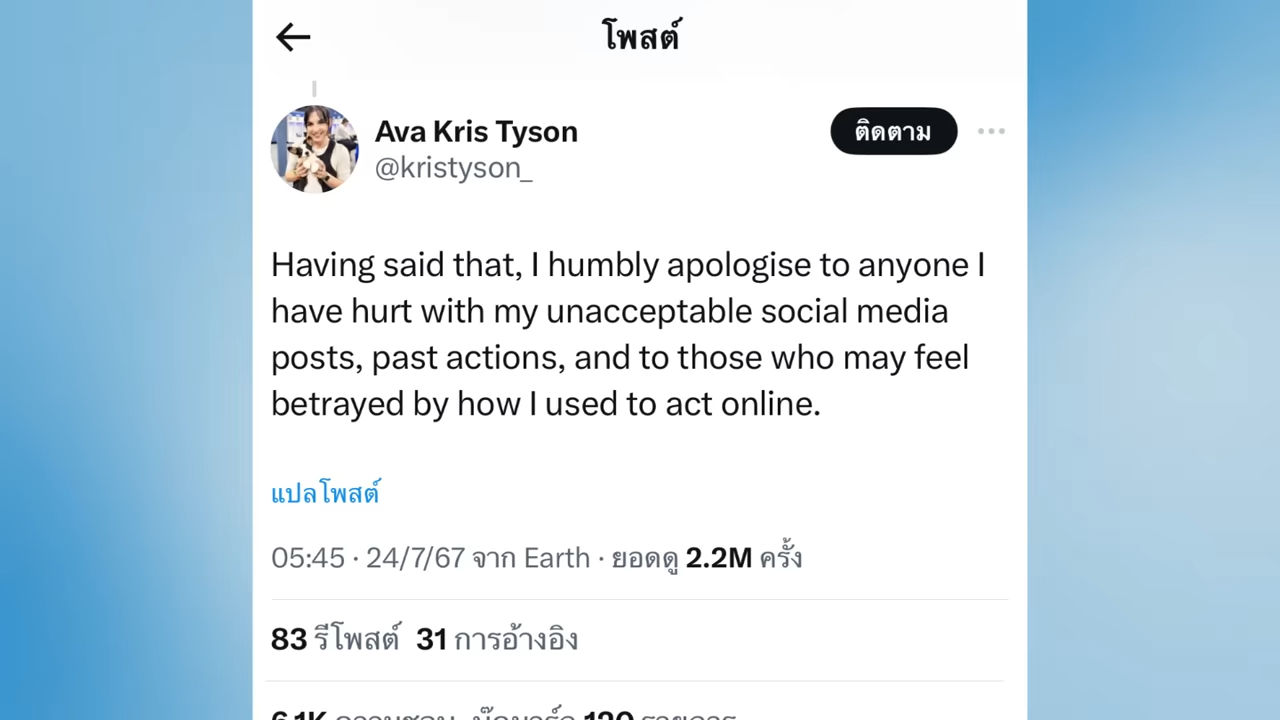 โพสต์
Ava Kris Tyson
ติดตาม
@kristyson_
Having said that, I humbly apologise to anyone I
have hurt with my unacceptable social media
posts, past actions, and to those who may feel
betrayed by how I used to act online.
แปลโพสต์
05:45 · 24/7/67 จาก Earth · ยอดดู 2.2M ครั้ง
83 รีโพสต์ 31 การอ้างอิง
6.1K ความชอบ บุ๊กมาร์ก 120 รายการ